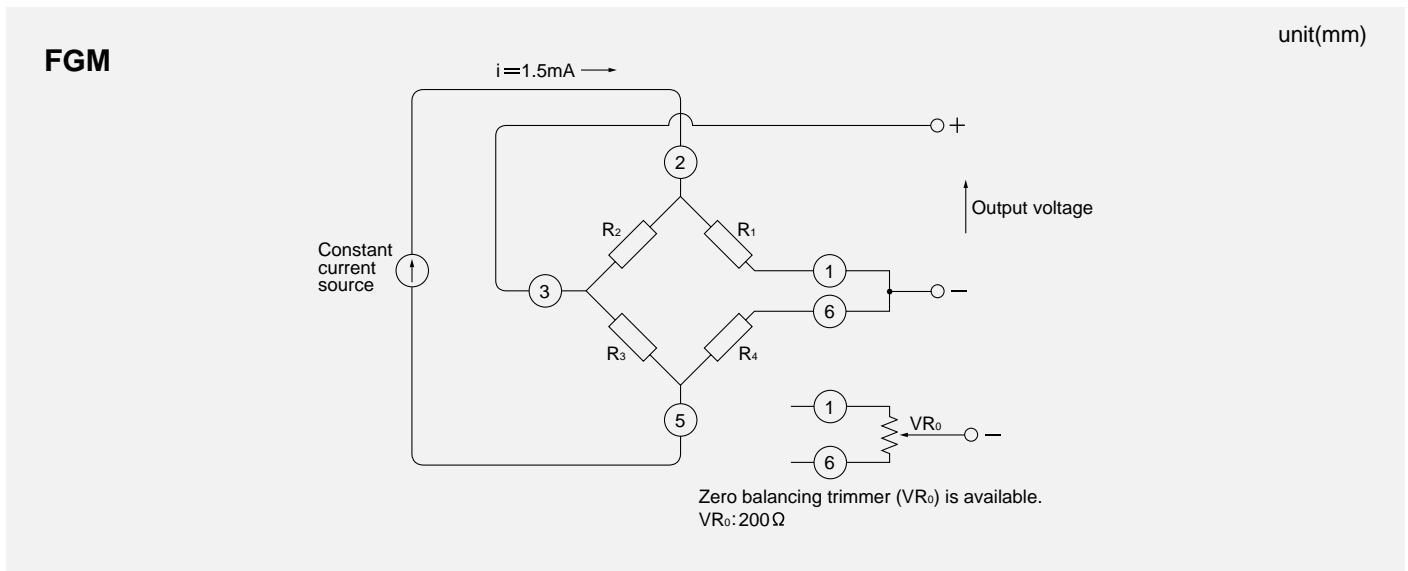 unit(mm)
FGM
i=1.5mA
+
2
Output voltage
R2
R1
Constant
current
source
1
3
−
6
R3
R4
1
5
VR0
−
6
Zero balancing trimmer (VR0) is available.
VR0:200Ω